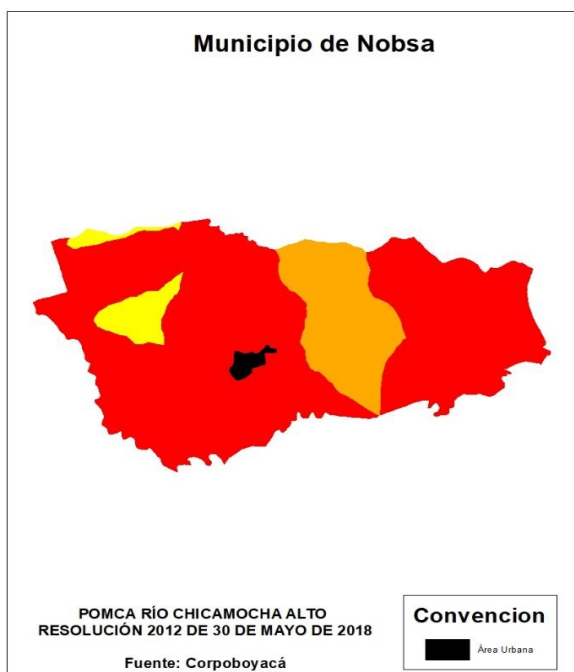 Municipio de Nobsa
POMCA RÍO CHICAMOCHA ALTO
RESOLUCIÓN 2012 DE 30 DE MAYO DE 2018
Fuente: Corpoboyacá
Convencion
Área Urbana